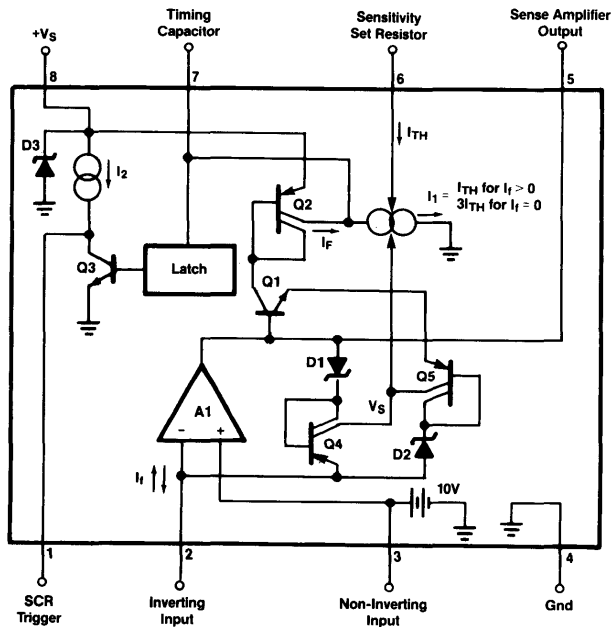 Timing
Capacitor
Sensitivity
Set Resistor
Sense Amplifier
Output
+VS
8
7
6
5
D3
I2
ITH
I1 = ITH for If > 0
3ITH for If = 0
Q2
IF
Q3
Latch
Q1
D1
Q5
A1
VS
- +
Q4
D2
If
10V
1
2
3
4
SCR
Trigger
Inverting
Input
Non-Inverting
Input
Gnd